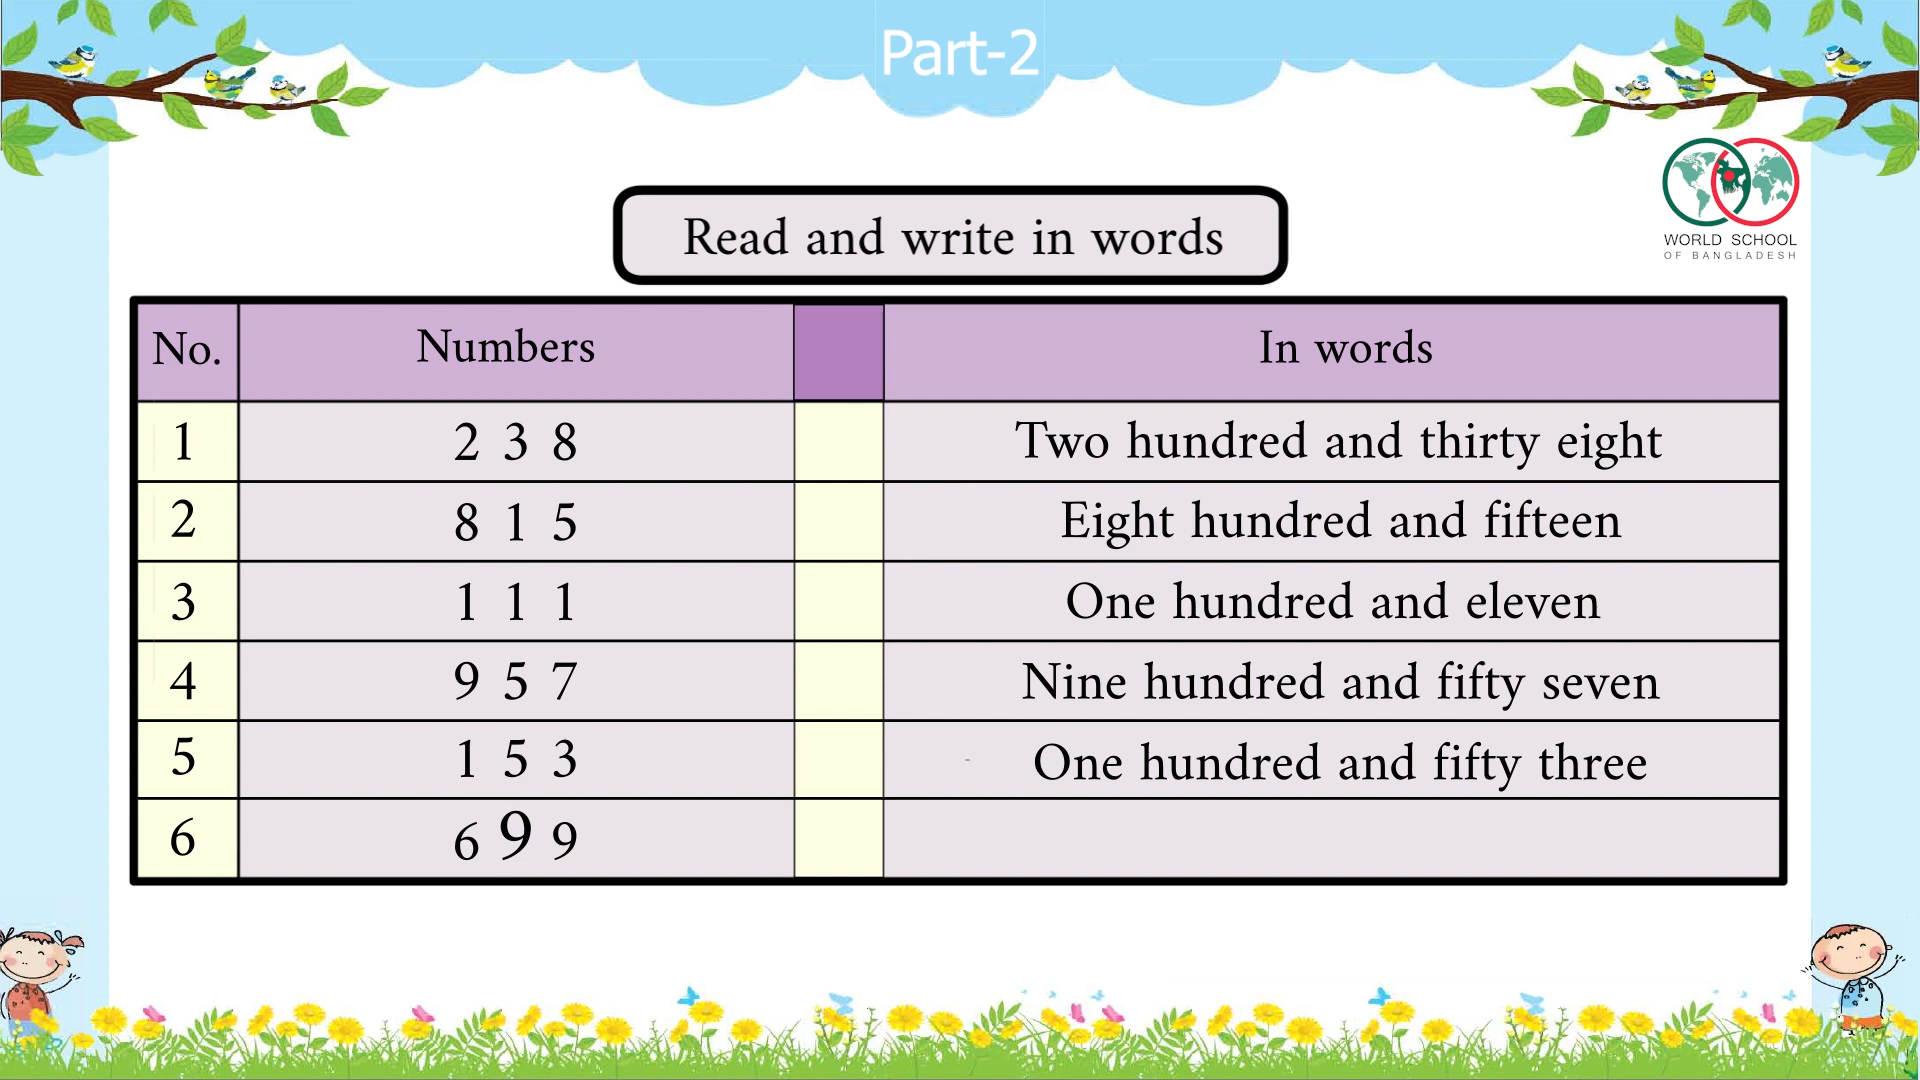 Part-2
WORLD SCHOOL
OF BANGLADESH
Read and write in words
No. Numbers In words
1 2 3 8 Two hundred and thirty eight
2 8 1 5 Eight hundred and fifteen
3 1 1 1 One hundred and eleven
4 9 5 7 Nine hundred and fifty seven
5 1 5 3 One hundred and fifty three
6 6 9 9